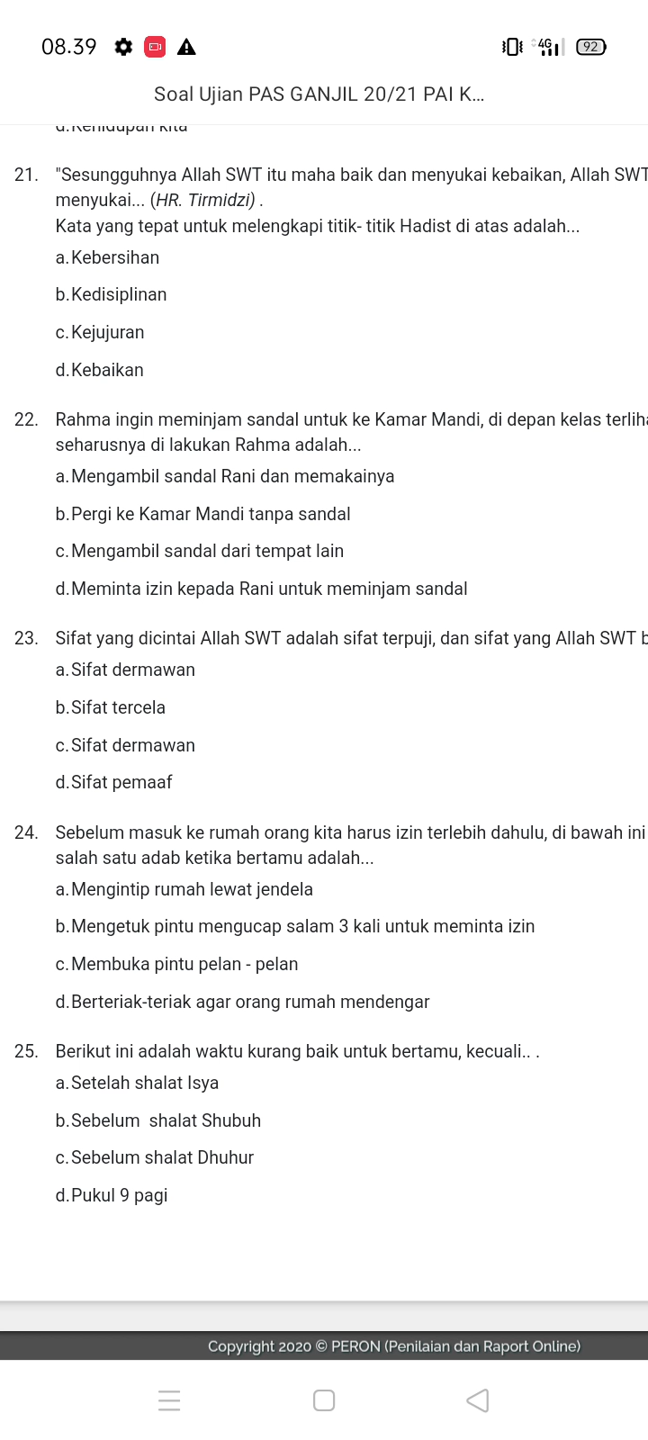 08.39
4G
92
Soal Ujian PAS GANJIL 20/21 PAI K...
d.Kehidupan kita
21. "Sesungguhnya Allah SWT itu maha baik dan menyukai kebaikan, Allah SWT
menyukai... (HR. Tirmidzi) .
Kata yang tepat untuk melengkapi titik- titik Hadist di atas adalah...
a.Kebersihan
b.Kedisiplinan
c.Kejujuran
d.Kebaikan
22. Rahma ingin meminjam sandal untuk ke Kamar Mandi, di depan kelas
seharusnya di lakukan Rahma adalah...
a.Mengambil sandal Rani dan memakainya
b.Pergi ke Kamar Mandi tanpa sandal
c.Mengambil sandal dari tempat lain
d.Meminta izin kepada Rani untuk meminjam sandal
23. Sifat yang dicintai Allah SWT adalah sifat terpuji, dan sifat yang Allah SWT
a.Sifat dermawan
b.Sifat tercela
c.Sifat dermawan
d.Sifat pemaaf
24. Sebelum masuk ke rumah orang kita harus izin terlebih dahulu, di bawah ini
salah satu adab ketika bertamu adalah...
a.Mengintip rumah lewat jendela
b.Mengetuk pintu mengucap salam 3 kali untuk meminta izin
c.Membuka pintu pelan - pelan
d.Berteriak-teriak agar orang rumah mendengar
25. Berikut ini adalah waktu kurang baik untuk bertamu, kecuali.. .
a.Setelah shalat Isya
b.Sebelum shalat Shubuh
c.Sebelum shalat Dhuhur
d.Pukul 9 pagi
Copyright 2020 © PERON (Penilaian dan Raport Online)